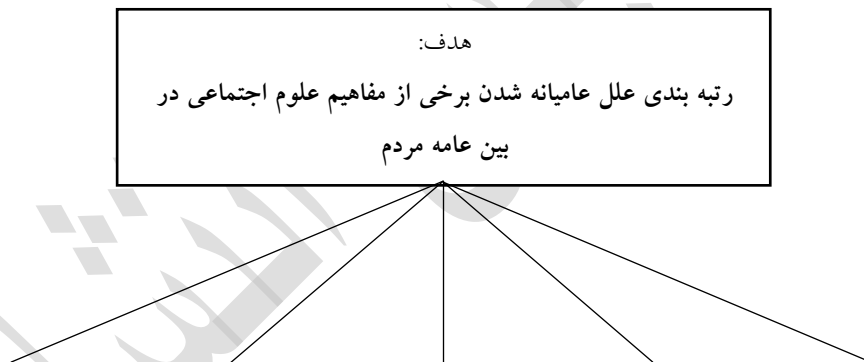 هدف:
رتبه بندی علل عامیانه شدن برخی از مفاهیم علوم اجتماعی در
بین عامه مردم